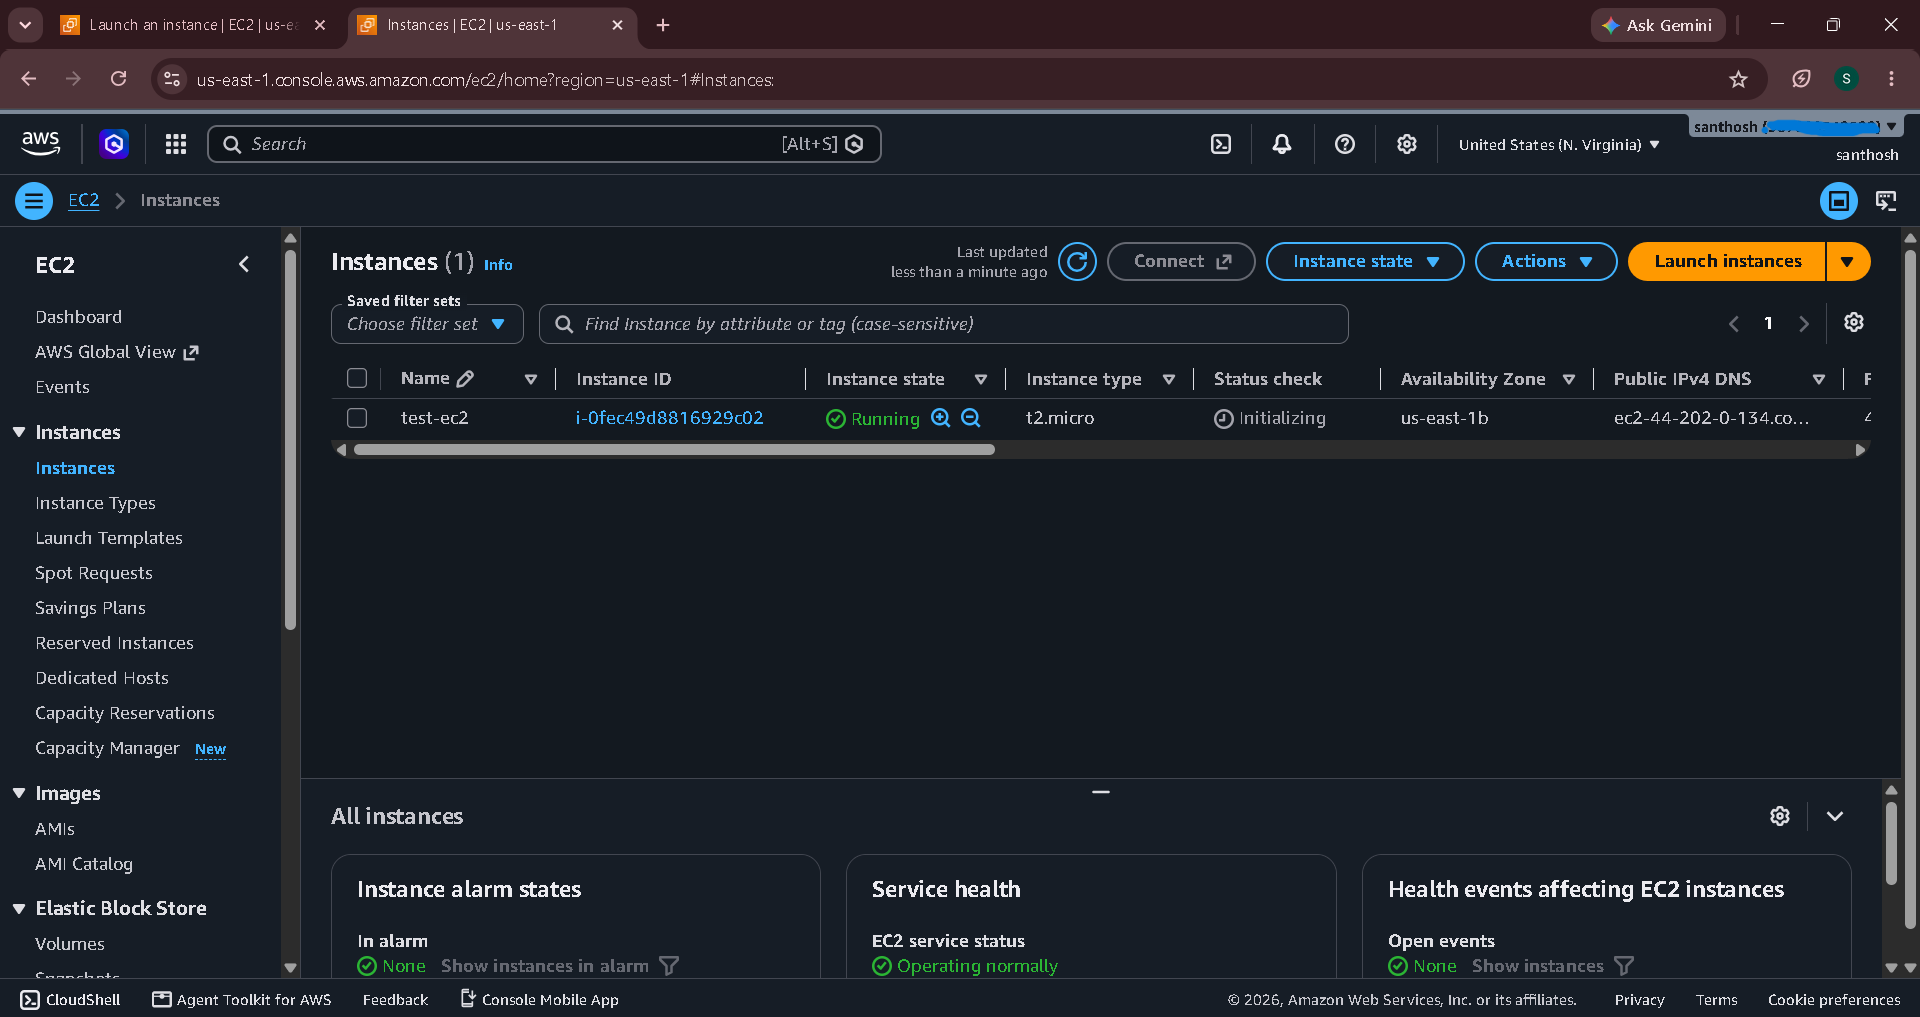 Launch an instance | EC2 | us-ea
Instances | EC2 | us-east-1
Ask Gemini
us-east-1.console.aws.amazon.com/ec2/home?region=us-east-1#Instances:
S
aws
Search
[Alt+S]
United States (N. Virginia)
santhosh
santhosh
EC2
Instances
EC2
Dashboard
AWS Global View
Events
Instances
Instances
Instance Types
Launch Templates
Spot Requests
Savings Plans
Reserved Instances
Dedicated Hosts
Capacity Reservations
Capacity Manager New
Images
AMIs
AMI Catalog
Elastic Block Store
Volumes
Snapshots
Instances (1) Info
Last updated
less than a minute ago
Connect
Instance state
Actions
Launch instances
Saved filter sets
Choose filter set
Find Instance by attribute or tag (case-sensitive)
1
Name
Instance ID
Instance state
Instance type
Status check
Availability Zone
Public IPv4 DNS
test-ec2
i-0fec49d8816929c02
Running
t2.micro
Initializing
us-east-1b
ec2-44-202-0-134.co...
4
All instances
Instance alarm states
In alarm
None Show instances in alarm
Service health
EC2 service status
Operating normally
Health events affecting EC2 instances
Open events
None Show instances
CloudShell
Agent Toolkit for AWS
Feedback
Console Mobile App
© 2026, Amazon Web Services, Inc. or its affiliates.
Privacy
Terms
Cookie preferences